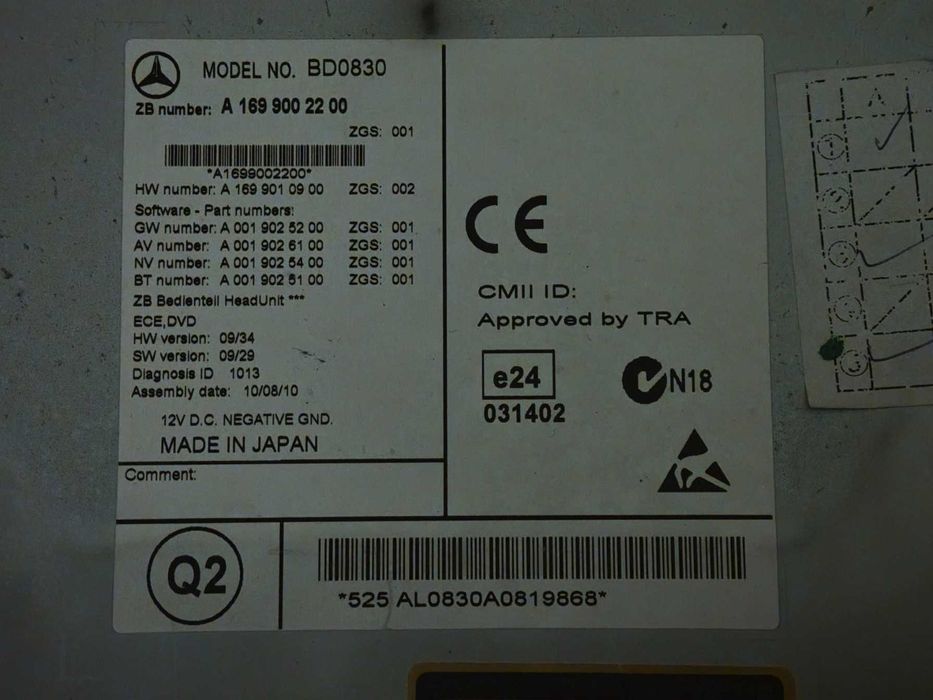 MODEL NO. BD0830
ZB number: A 169 900 22 00
ZGS: 001
*A1699002200*
HW number: A 169 901 09 00 ZGS: 002
Software - Part numbers:
GW number: A 001 902 52 00 ZGS: 001
AV number: A 001 902 61 00 ZGS: 001
NV number: A 001 902 54 00 ZGS: 001
BT number: A 001 902 51 00 ZGS: 001
ZB Bedienteil HeadUnit ***
ECE,DVD
HW version: 09/34
SW version: 09/29
Diagnosis ID 1013
Assembly date: 10/08/10
12V D.C. NEGATIVE GND.
MADE IN JAPAN
Comment:
CE
CMII ID:
Approved by TRA
e24
031402
N18
Q2
*525 AL0830A0819868*
A
1
2
3
4
5